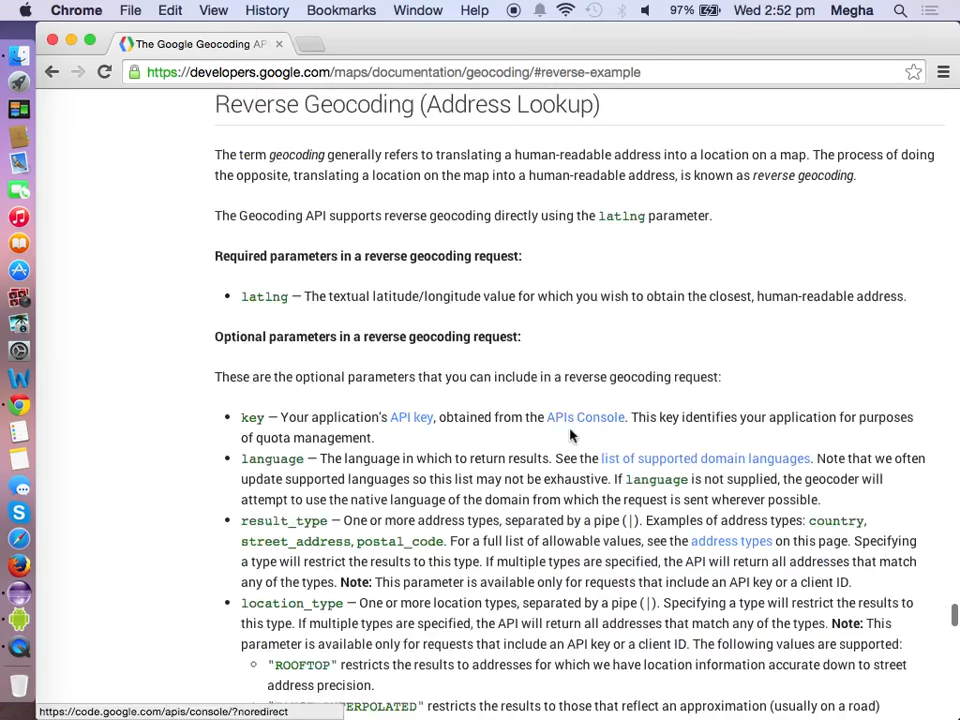 Chrome File Edit View History Bookmarks Window Help 97% Wed 2:52 pm Megha
The Google Geocoding AP
https://developers.google.com/maps/documentation/geocoding/#reverse-example
Reverse Geocoding (Address Lookup)
The term geocoding generally refers to translating a human-readable address into a location on a map. The process of doing
the opposite, translating a location on the map into a human-readable address, is known as reverse geocoding.
The Geocoding API supports reverse geocoding directly using the latlng parameter.
Required parameters in a reverse geocoding request:
• latlng — The textual latitude/longitude value for which you wish to obtain the closest, human-readable address.
Optional parameters in a reverse geocoding request:
These are the optional parameters that you can include in a reverse geocoding request:
• key — Your application's API key, obtained from the APIs Console. This key identifies your application for purposes
of quota management.
• language — The language in which to return results. See the list of supported domain languages. Note that we often
update supported languages so this list may not be exhaustive. If language is not supplied, the geocoder will
attempt to use the native language of the domain from which the request is sent wherever possible.
• result_type — One or more address types, separated by a pipe (|). Examples of address types: country,
street_address, postal_code. For a full list of allowable values, see the address types on this page. Specifying
a type will restrict the results to this type. If multiple types are specified, the API will return all addresses that match
any of the types. Note: This parameter is available only for requests that include an API key or a client ID.
• location_type — One or more location types, separated by a pipe (|). Specifying a type will restrict the results to
this type. If multiple types are specified, the API will return all addresses that match any of the types. Note: This
parameter is available only for requests that include an API key or a client ID. The following values are supported:
○ "ROOFTOP" restricts the results to addresses for which we have location information accurate down to street
address precision.
restricts the results to those that reflect an approximation (usually on a road)
https://code.google.com/apis/console/?noredirect